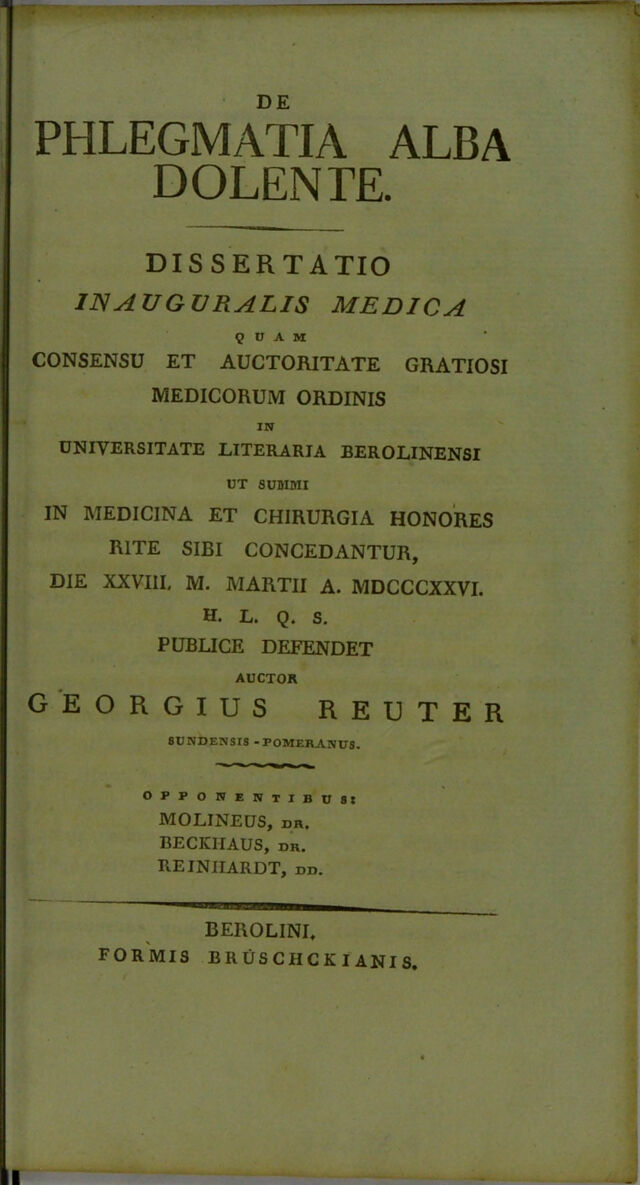 DE
PHLEGMATIA ALBA
DOLENTE.
DISSERTATIO
INAUGURALIS MEDICA
QUAM
CONSENSU ET AUCTORITATE GRATIOSI
MEDICORUM ORDINIS
IN
UNIVERSITATE LITERARIA BEROLINENSI
UT SUMMI
IN MEDICINA ET CHIRURGIA HONORES
RITE SIBI CONCEDANTUR,
DIE XXVIII. M. MARTII A. MDCCCXXVI.
H. L. Q. S.
PUBLICE DEFENDET
AUCTOR
GEORGIUS REUTER
SUNDENSIS-POMERANUS.
OPPONENTIBUS:
MOLINEUS, DR.
BECKHAUS, DR.
REINHARDT, DD.
BEROLINI.
FORMIS BRÜSCHCKIANIS.